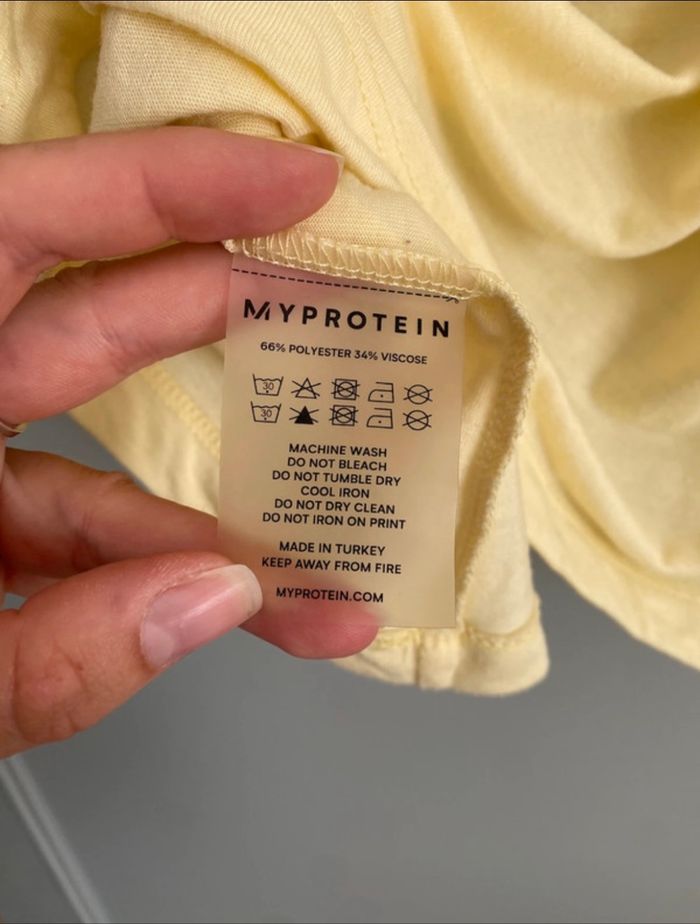 MYPROTEIN
66% POLYESTER 34% VISCOSE
30
30
MACHINE WASH
DO NOT BLEACH
DO NOT TUMBLE DRY
COOL IRON
DO NOT DRY CLEAN
DO NOT IRON ON PRINT
MADE IN TURKEY
KEEP AWAY FROM FIRE
MYPROTEIN.COM